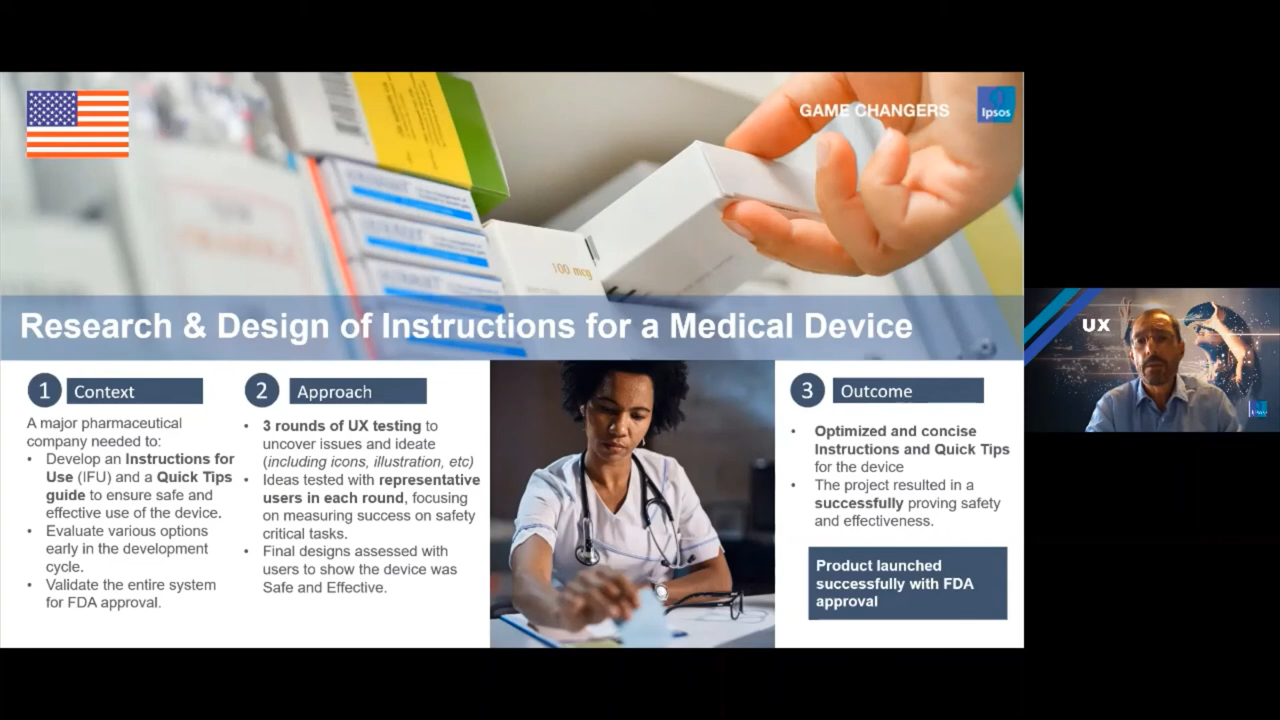 GAME CHANGERS
Ipsos
100 mcg
Research & Design of Instructions for a Medical Device
1 Context
A major pharmaceutical
company needed to:
• Develop an Instructions for
Use (IFU) and a Quick Tips
guide to ensure safe and
effective use of the device.
• Evaluate various options
early in the development
cycle.
• Validate the entire system
for FDA approval.
2 Approach
• 3 rounds of UX testing to
uncover issues and ideate
(including icons, illustration, etc)
• Ideas tested with representative
users in each round, focusing
on measuring success on safety
critical tasks.
• Final designs assessed with
users to show the device was
Safe and Effective.
3 Outcome
• Optimized and concise
Instructions and Quick Tips
for the device
• The project resulted in a
successfully proving safety
and effectiveness.
Product launched
successfully with FDA
approval
UX